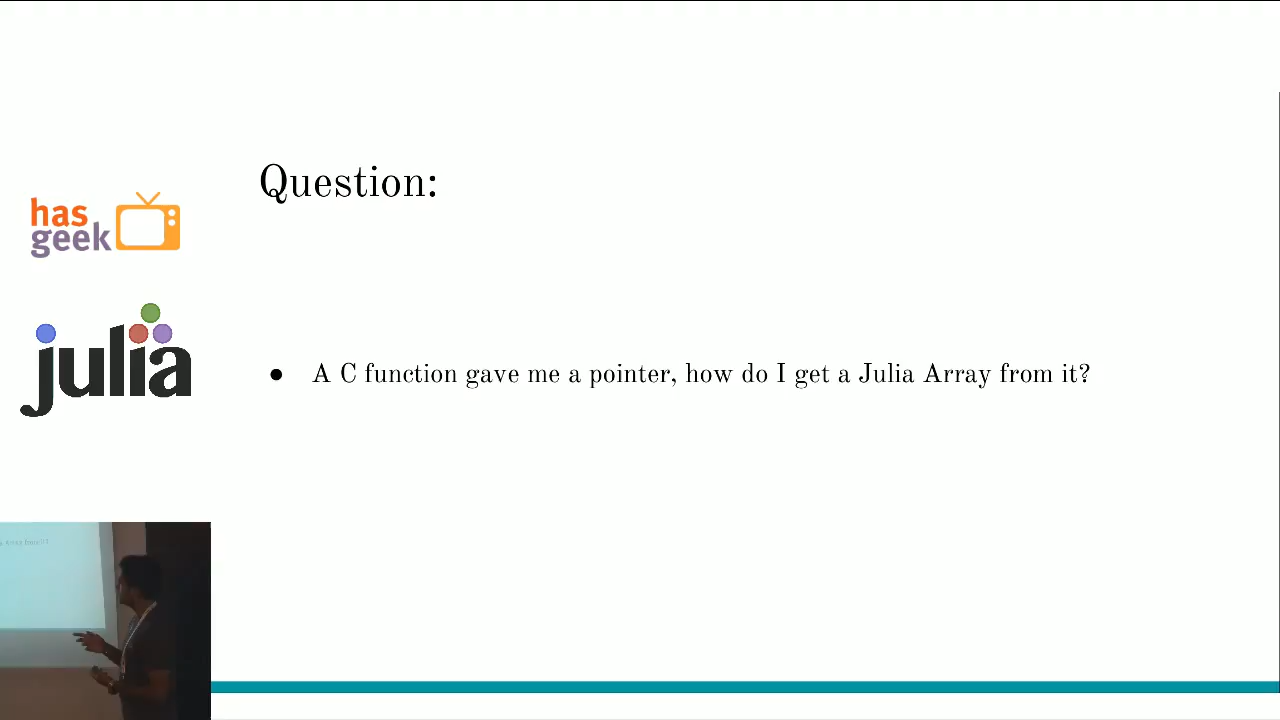 Question:
has
geek
julia
● A C function gave me a pointer, how do I get a Julia Array from it?